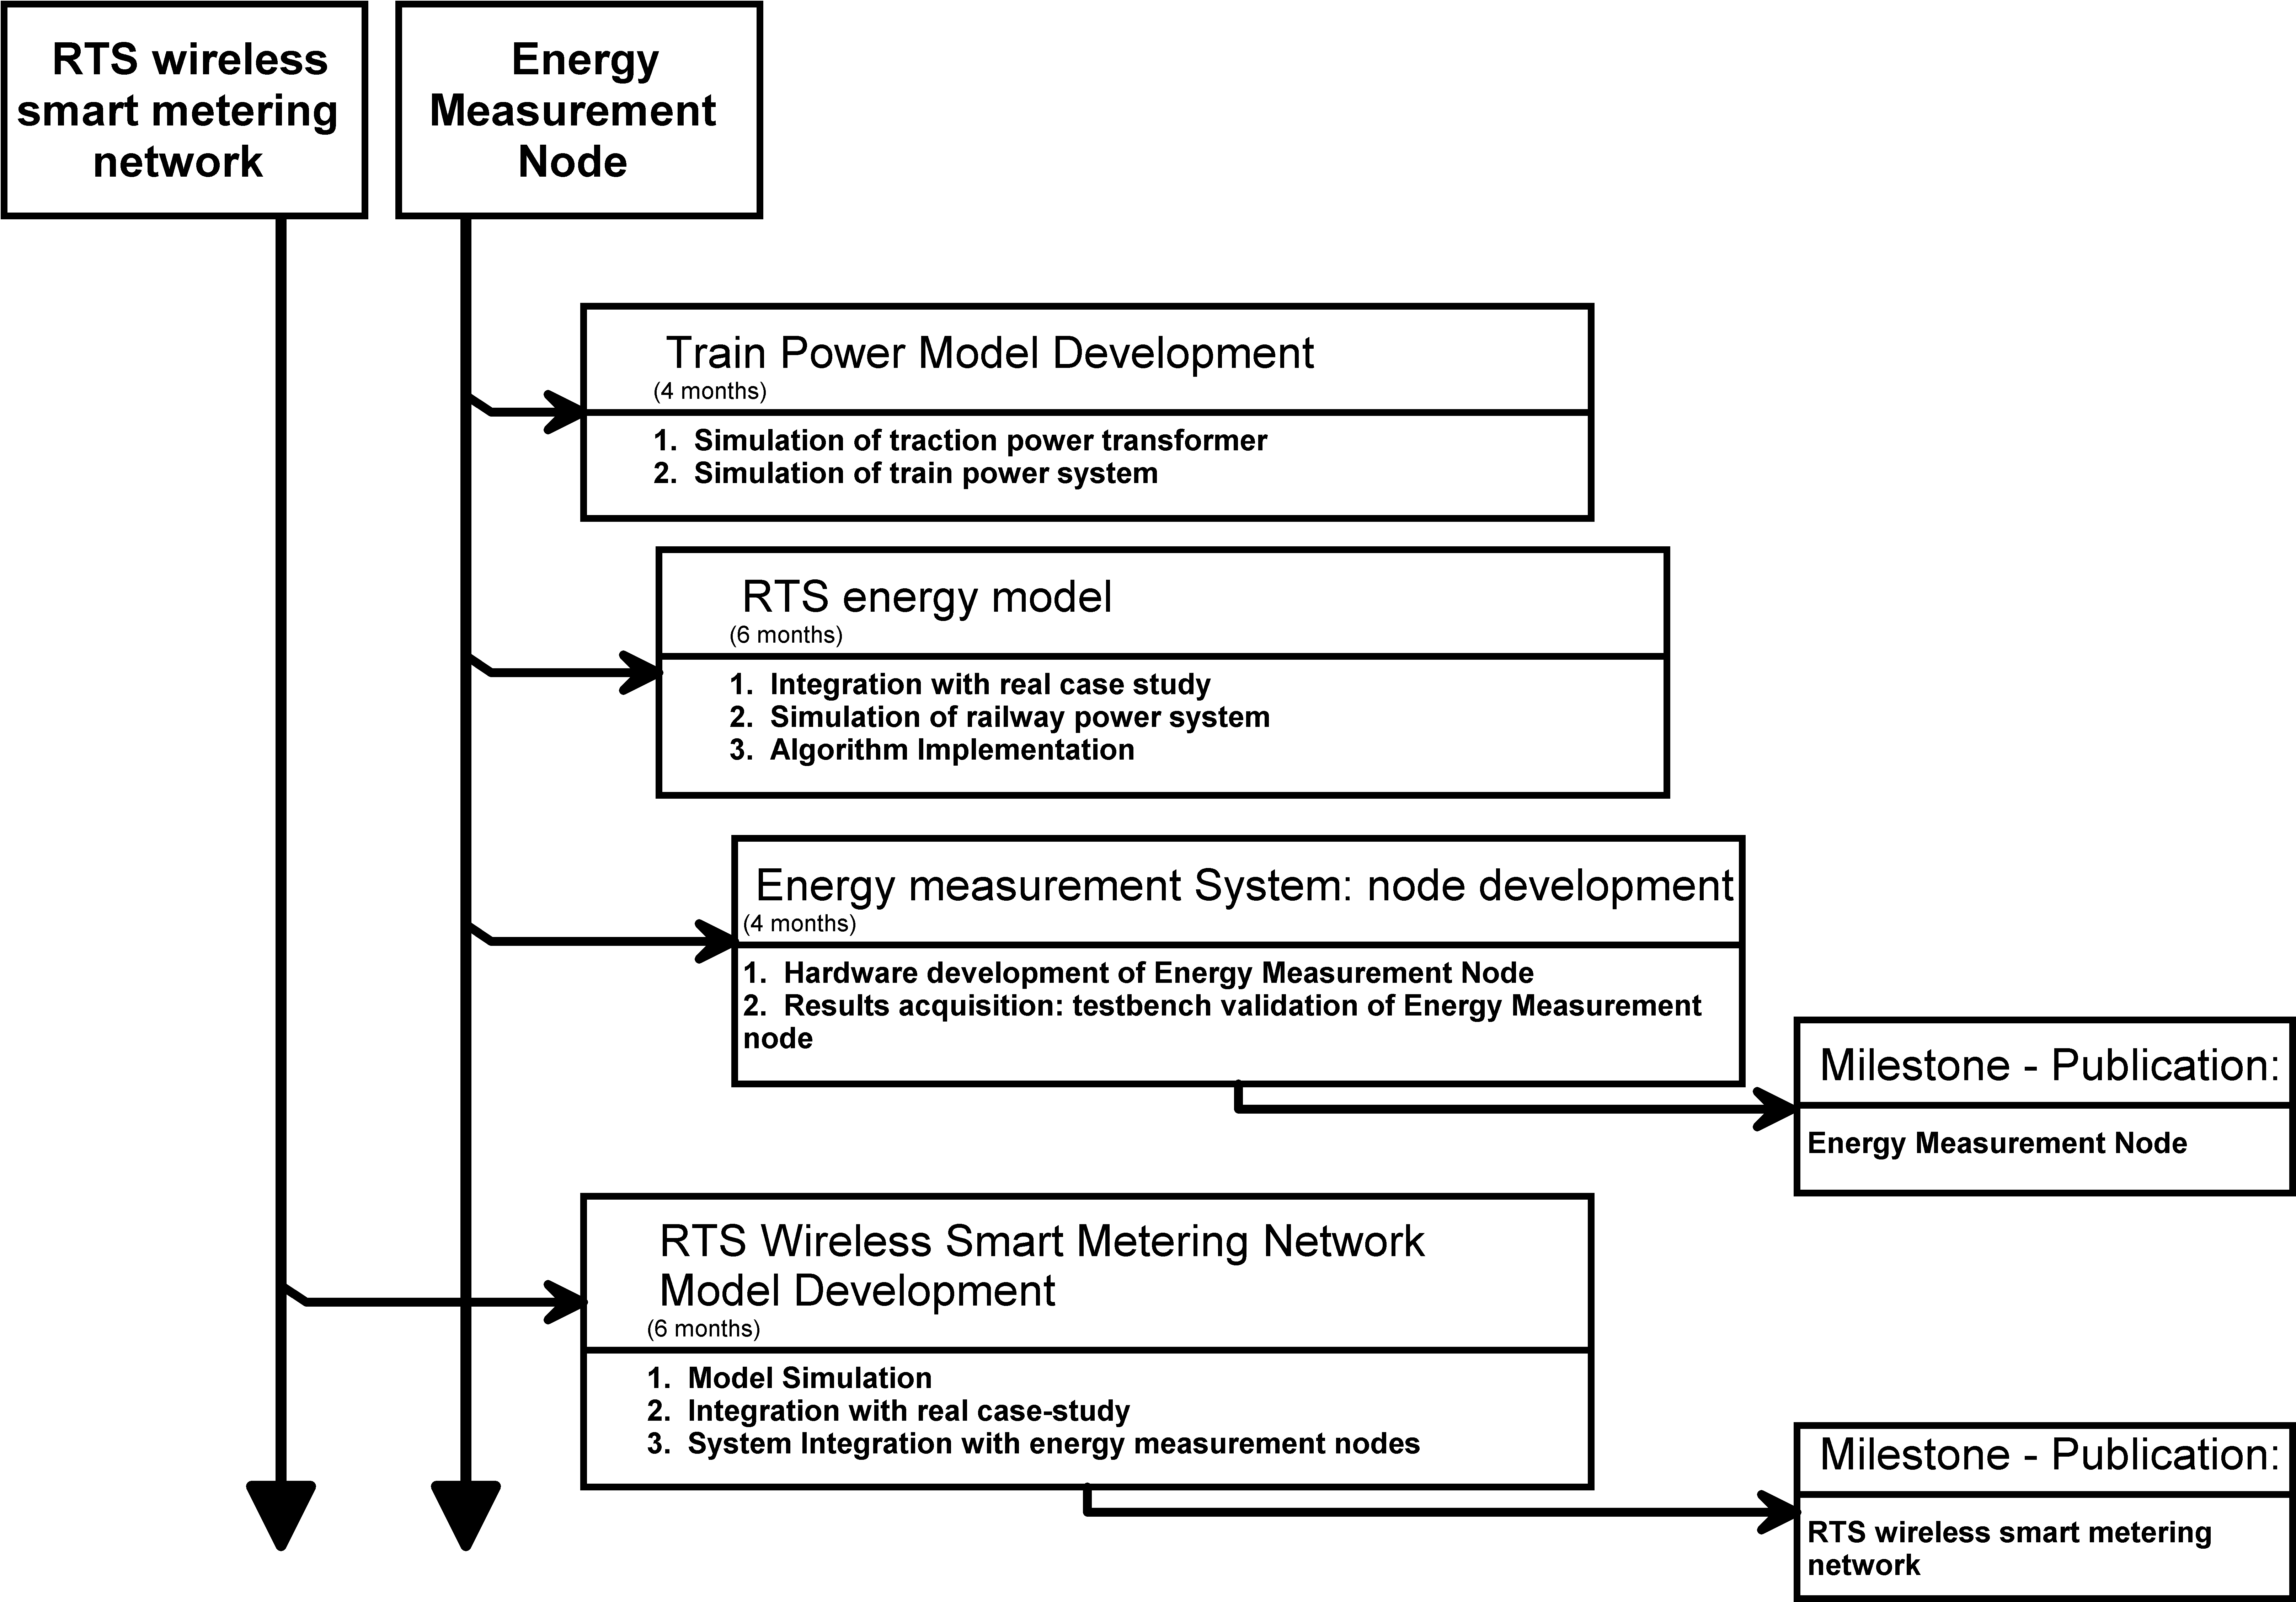 RTS wireless
smart metering
network
Energy
Measurement
Node
Train Power Model Development
(4 months)
1. Simulation of traction power transformer
2. Simulation of train power system
RTS energy model
(6 months)
1. Integration with real case study
2. Simulation of railway power system
3. Algorithm Implementation
Energy measurement System: node development
(4 months)
1. Hardware development of Energy Measurement Node
2. Results acquisition: testbench validation of Energy Measurement
node
Milestone - Publication:
Energy Measurement Node
RTS Wireless Smart Metering Network
Model Development
(6 months)
1. Model Simulation
2. Integration with real case-study
3. System Integration with energy measurement nodes
Milestone - Publication:
RTS wireless smart metering
network